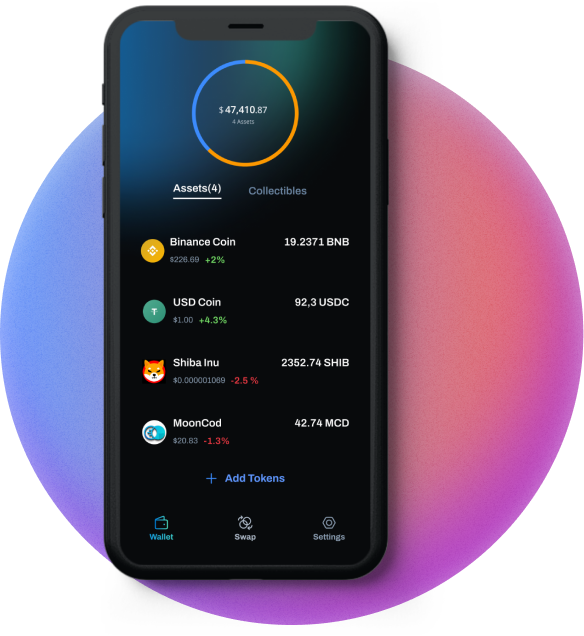 $ 47,410.87
4 Assets
Assets(4) Collectibles
Binance Coin 19.2371 BNB
$226.69 +2%
USD Coin 92,3 USDC
$1.00 +4.3%
Shiba Inu 2352.74 SHIB
$0.000001069 -2.5 %
MoonCod 42.74 MCD
$20.83 -1.3%
+ Add Tokens
Wallet Swap Settings